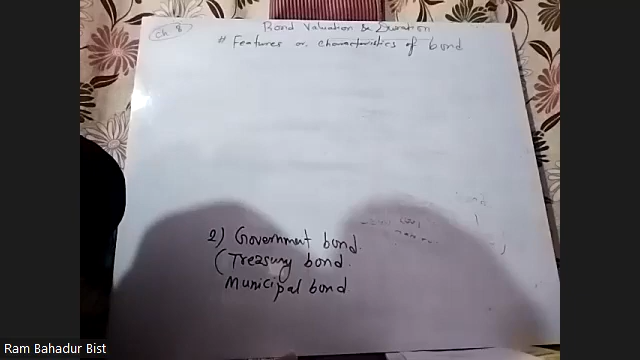 Ch 8
Bond Valuation & Duration
# Features or characteristics of bond
2) Government bond.
(Treasury bond.
Municipal bond
Ram Bahadur Bist